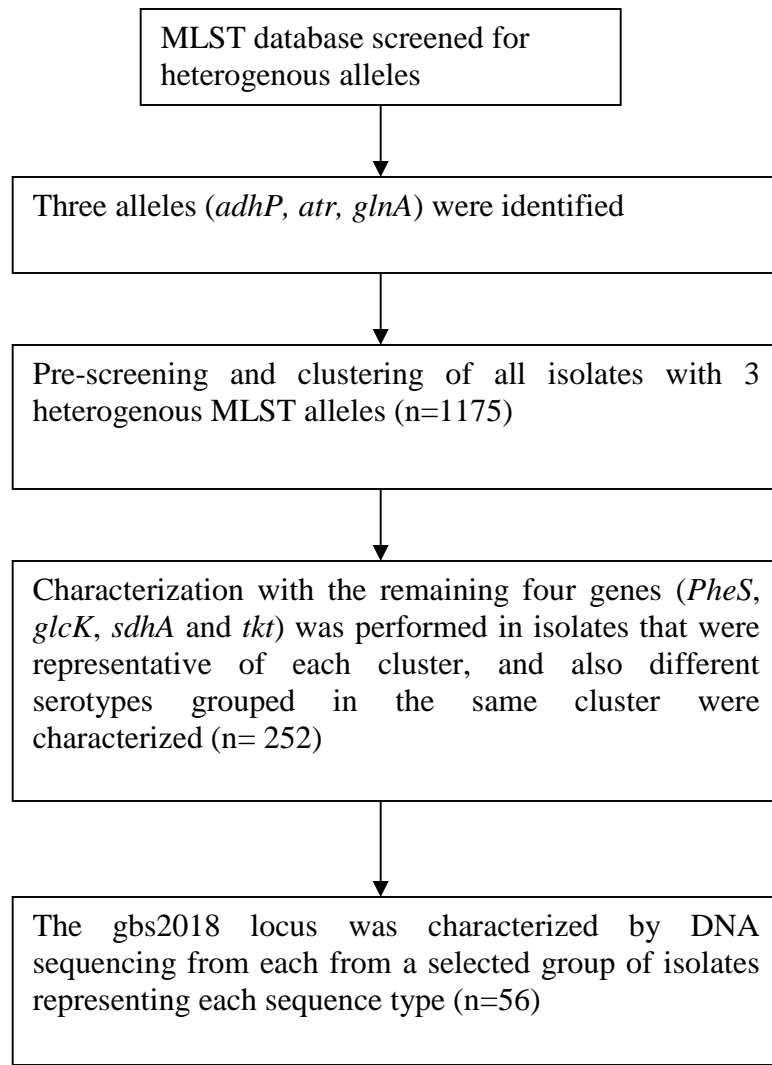 MLST database screened for
heterogenous alleles
Three alleles (adhP, atr, glnA) were identified
Pre-screening and clustering of all isolates with 3
heterogenous MLST alleles (n=1175)
Characterization with the remaining four genes (PheS,
glcK, sdhA and tkt) was performed in isolates that were
representative of each cluster, and also different
serotypes grouped in the same cluster were
characterized (n= 252)
The gbs2018 locus was characterized by DNA
sequencing from each from a selected group of isolates
representing each sequence type (n=56)